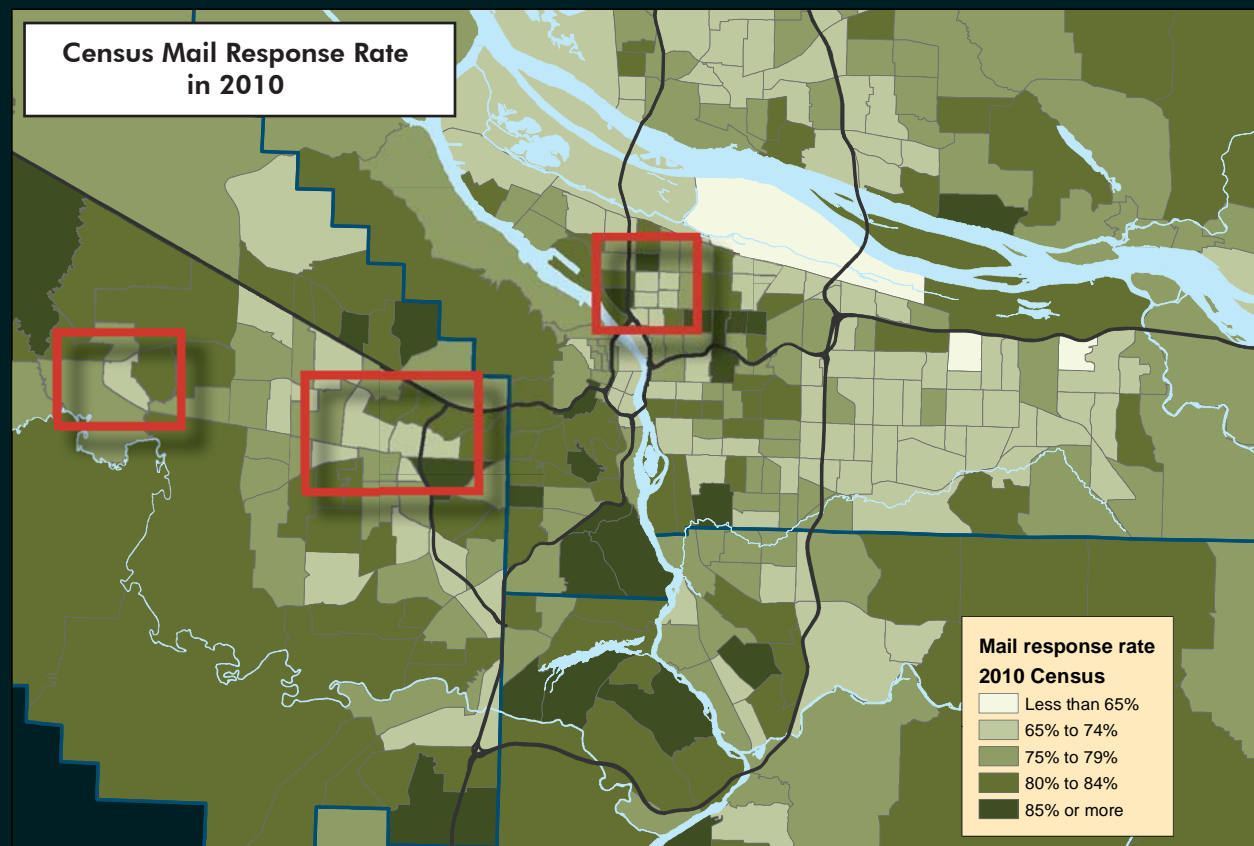 Census Mail Response Rate
in 2010
Mail response rate
2010 Census
Less than 65%
65% to 74%
75% to 79%
80% to 84%
85% or more